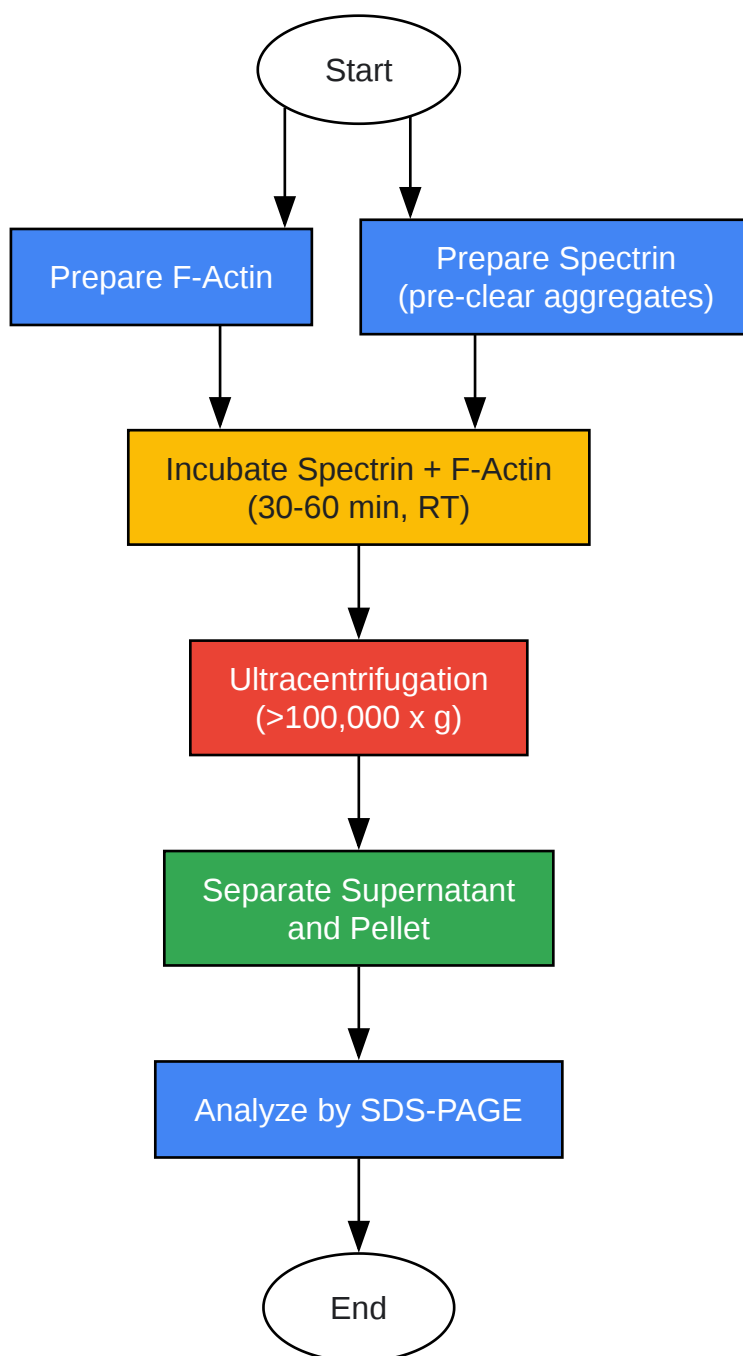 Start
Prepare F-Actin
Prepare Spectrin
(pre-clear aggregates)
Incubate Spectrin + F-Actin
(30-60 min, RT)
Ultracentrifugation
(>100,000 x g)
Separate Supernatant
and Pellet
Analyze by SDS-PAGE
End